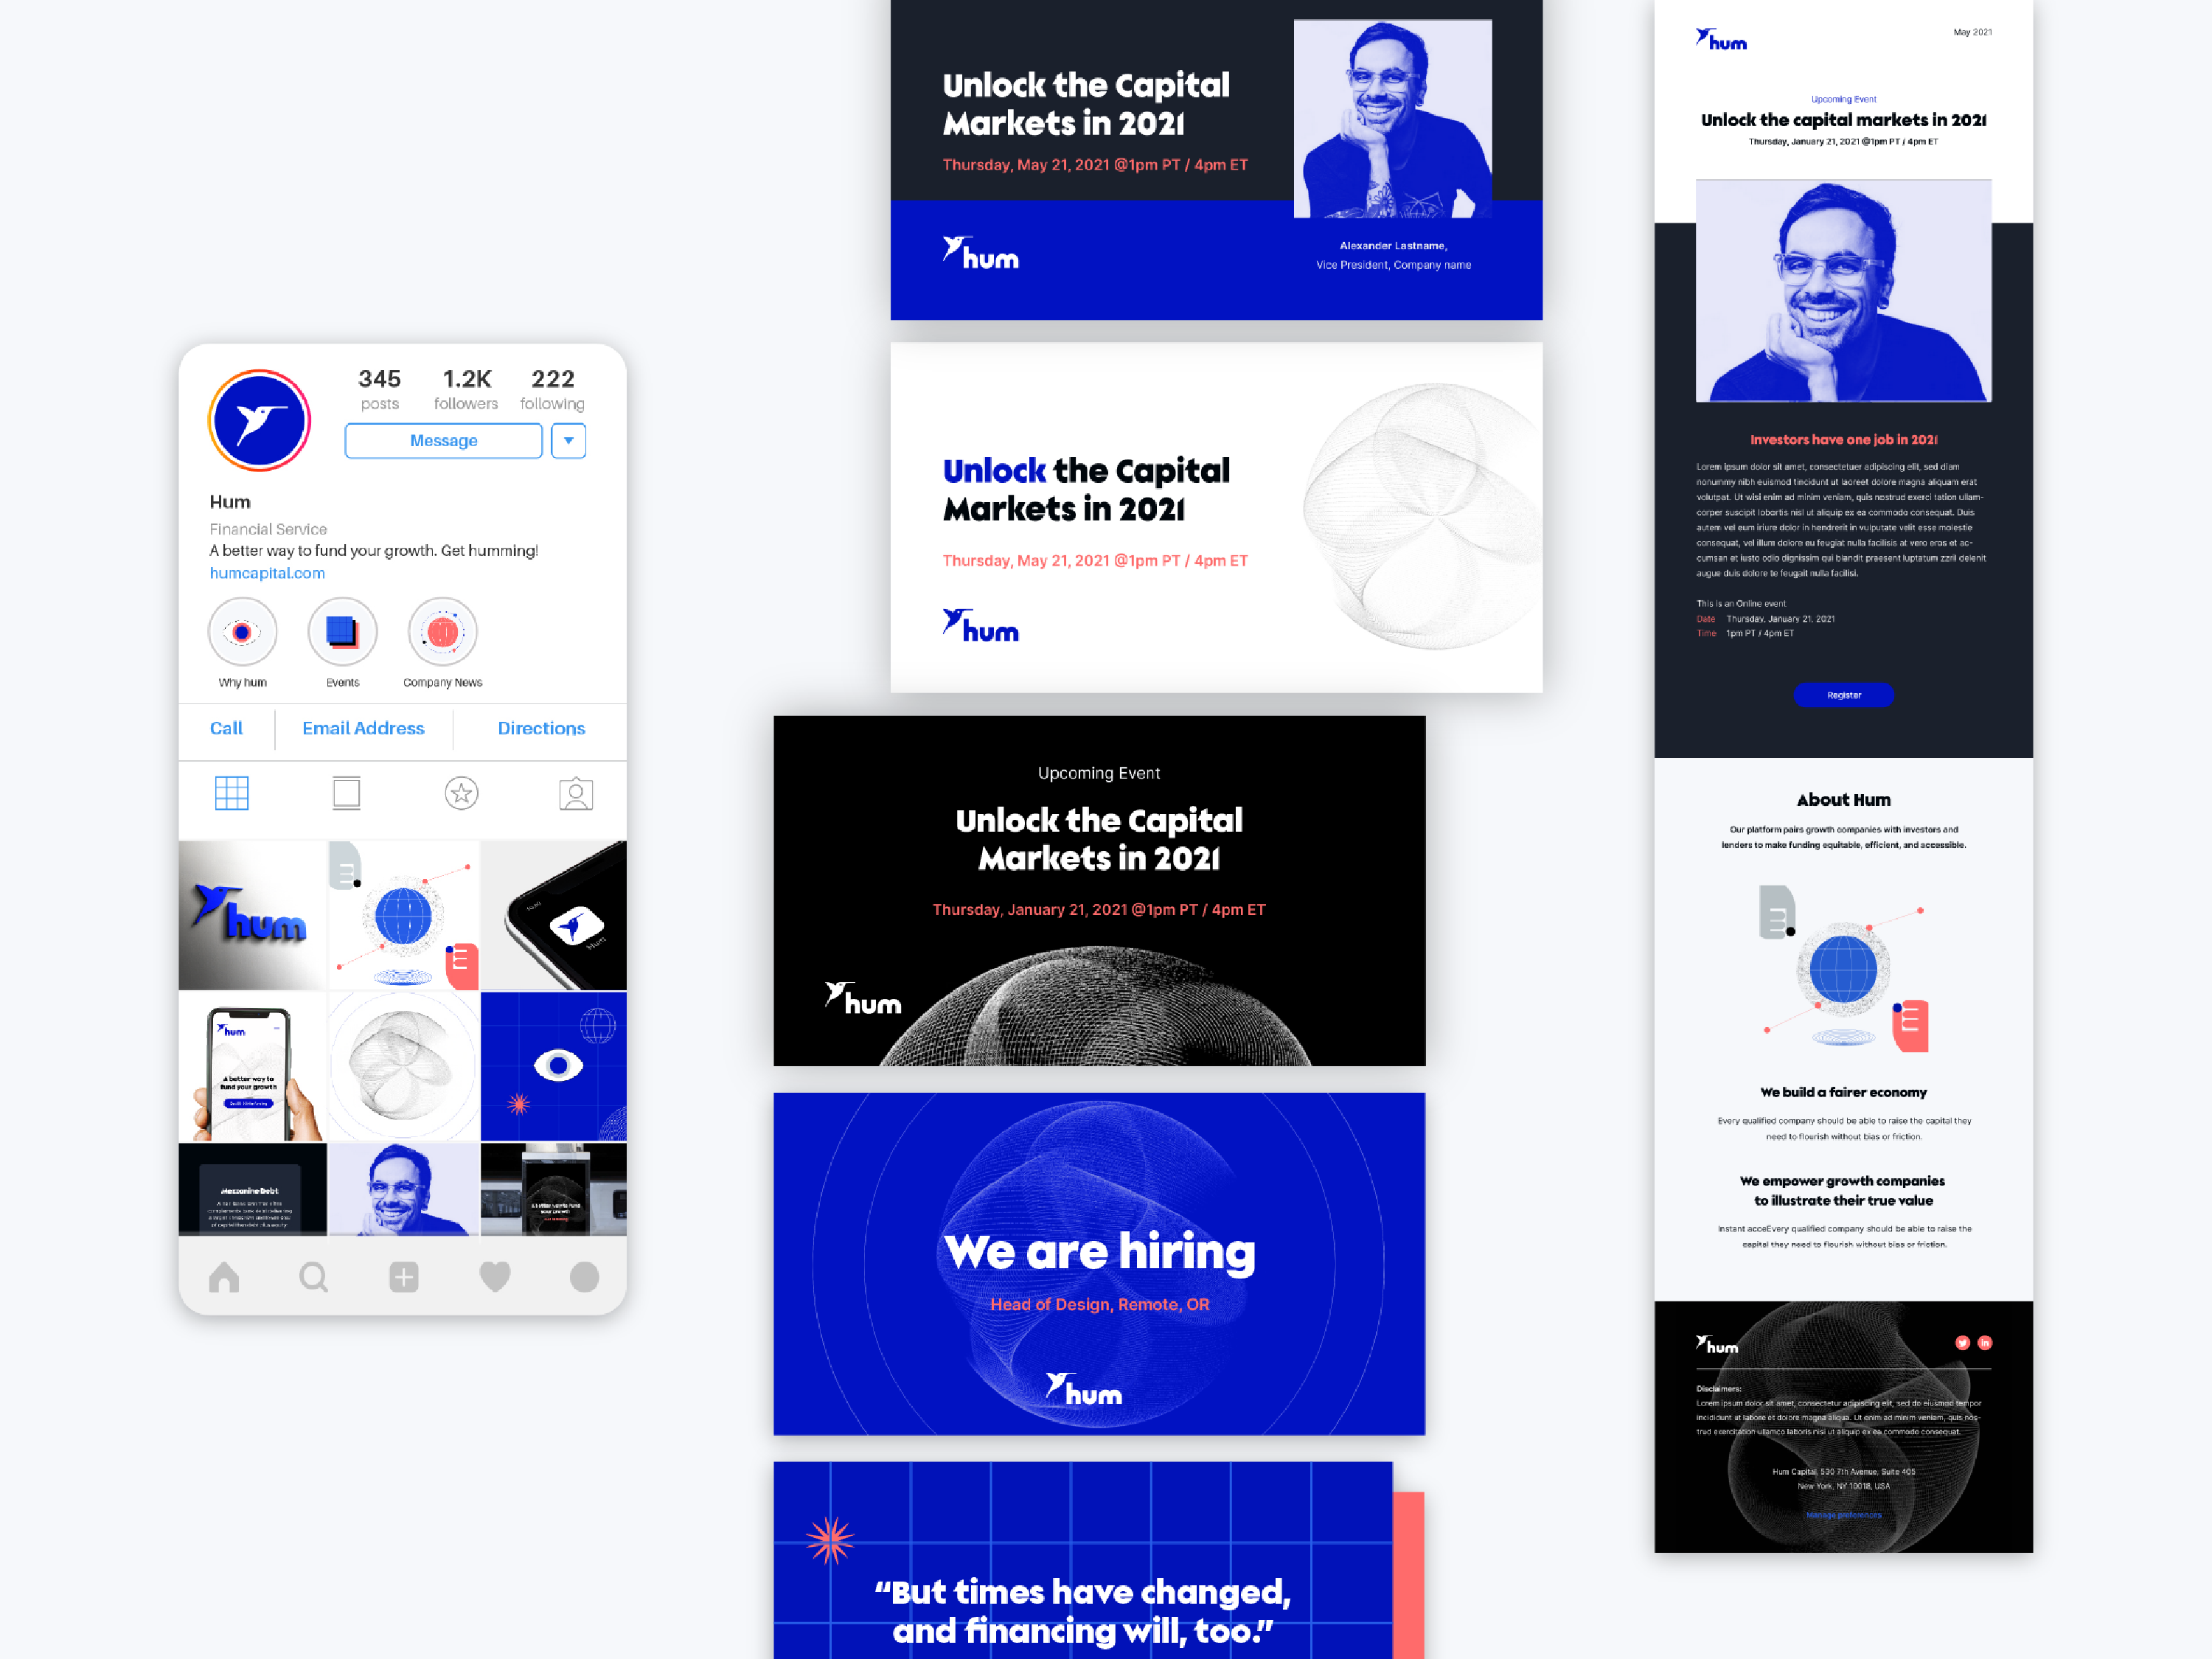 345
1.2K
222
posts
followers
following
Message
Hum
Financial Service
A better way to fund your growth. Get humming!
humcapital.com
Why hum
Events
Company News
Call
Email Address
Directions
hum
Hum
hum
A better way to
fund your growth
Mezzanine Debt
Unlock the Capital
Markets in 2021
Thursday, May 21, 2021 @1pm PT / 4pm ET
hum
Alexander Lastname,
Vice President, Company name
Unlock the Capital
Markets in 2021
Thursday, May 21, 2021 @1pm PT / 4pm ET
hum
Upcoming Event
Unlock the Capital
Markets in 2021
Thursday, January 21, 2021 @1pm PT / 4pm ET
hum
We are hiring
Head of Design, Remote, OR
hum
“But times have changed,
and financing will, too.”
hum
May 2021
Upcoming Event
Unlock the capital markets in 2021
Thursday, January 21, 2021 @1pm PT / 4pm ET
Investors have one job in 2021
Lorem ipsum dolor sit amet, consectetuer adipiscing elit, sed diam
nonummy nibh euismod tincidunt ut laoreet dolore magna aliquam erat
volutpat. Ut wisi enim ad minim veniam, quis nostrud exerci tation ullam-
corper suscipit lobortis nisl ut aliquip ex ea commodo consequat. Duis
autem vel eum iriure dolor in hendrerit in vulputate velit esse molestie
consequat, vel illum dolore eu feugiat nulla facilisis at vero eros et ac-
cumsan et iusto odio dignissim qui blandit praesent luptatum zzril delenit
augue duis dolore te feugait nulla facilisi.
This is an Online event
Date Thursday, January 21, 2021
Time 1pm PT / 4pm ET
Register
About Hum
Our platform pairs growth companies with investors and
lenders to make funding equitable, efficient, and accessible.
We build a fairer economy
Every qualified company should be able to raise the capital they
need to flourish without bias or friction.
We empower growth companies
to illustrate their true value
Instant acceEvery qualified company should be able to raise the
capital they need to flourish without bias or friction.
hum
Disclaimers:
Lorem ipsum dolor sit amet, consectetur adipiscing elit, sed do eiusmod tempor
incididunt ut labore et dolore magna aliqua. Ut enim ad minim veniam, quis nos-
trud exercitation ullamco laboris nisi ut aliquip ex ea commodo consequat.
Hum Capital, 530 7th Avenue, Suite 405
New York, NY 10018, USA
Manage preferences